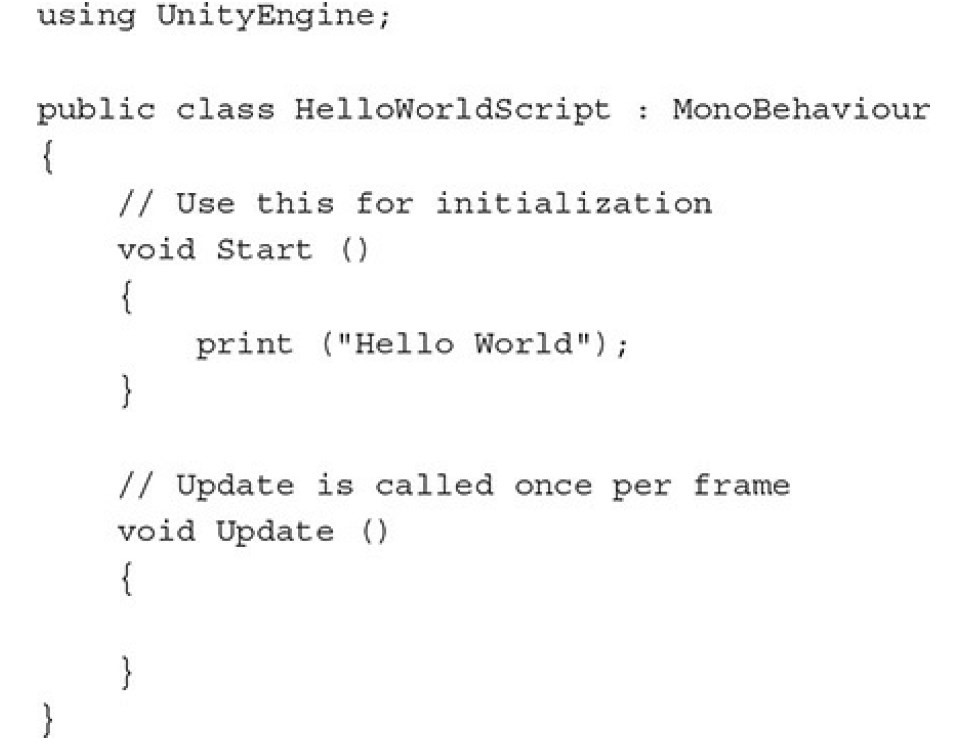 using UnityEngine;
public class HelloWorldScript : MonoBehaviour
{
// Use this for initialization
void Start ()
{
print ("Hello World");
}
// Update is called once per frame
void Update ()
{
}
}